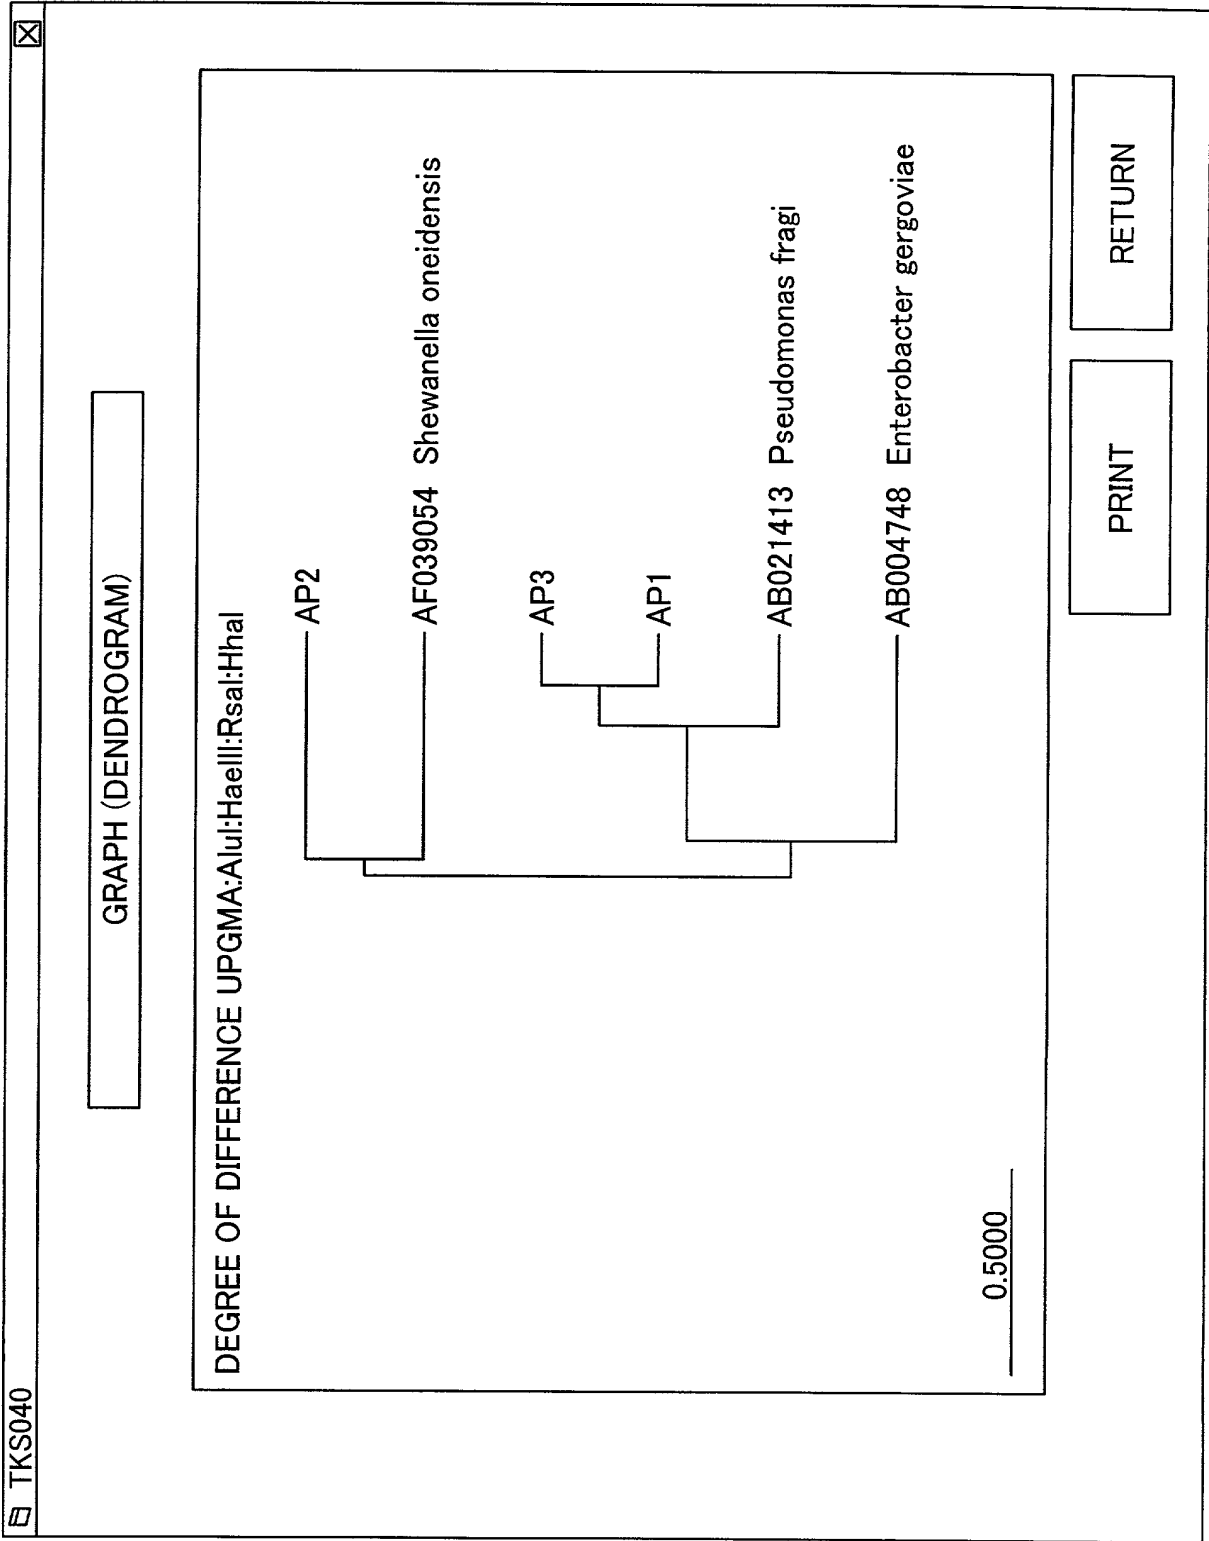 TKS040
GRAPH (DENDROGRAM)
DEGREE OF DIFFERENCE UPGMA:AluI:HaeIII:RsaI:HhaI
AP2
AF039054 Shewanella oneidensis
AP3
AP1
AB021413 Pseudomonas fragi
AB004748 Enterobacter gergoviae
0.5000
PRINT
RETURN